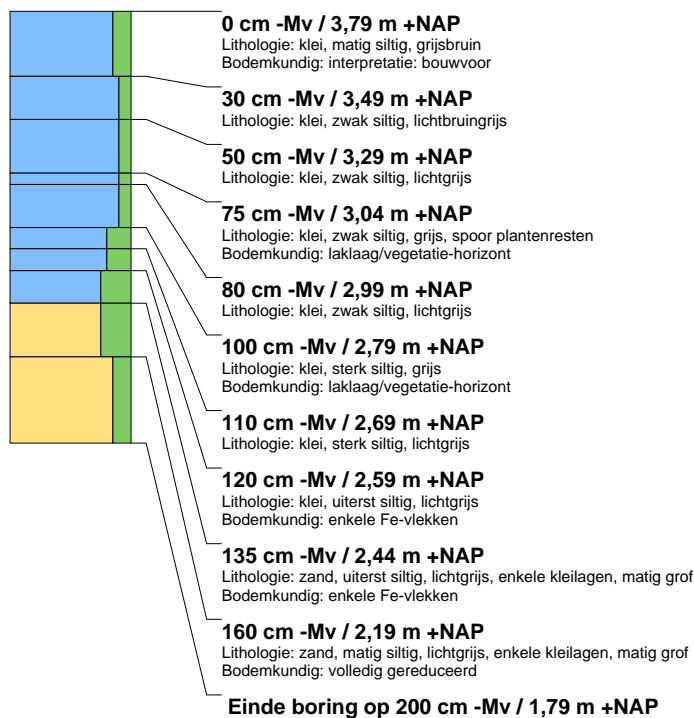 0 cm -Mv / 3,79 m +NAP
Lithologie: klei, matig siltig, grijsbruin
Bodemkundig: interpretatie: bouwvoor
30 cm -Mv / 3,49 m +NAP
Lithologie: klei, zwak siltig, lichtbruingrijs
50 cm -Mv / 3,29 m +NAP
Lithologie: klei, zwak siltig, lichtgrijs
75 cm -Mv / 3,04 m +NAP
Lithologie: klei, zwak siltig, grijs, spoor plantenresten
Bodemkundig: laklaag/vegetatie-horizont
80 cm -Mv / 2,99 m +NAP
Lithologie: klei, zwak siltig, lichtgrijs
100 cm -Mv / 2,79 m +NAP
Lithologie: klei, sterk siltig, grijs
Bodemkundig: laklaag/vegetatie-horizont
110 cm -Mv / 2,69 m +NAP
Lithologie: klei, sterk siltig, lichtgrijs
120 cm -Mv / 2,59 m +NAP
Lithologie: klei, uiterst siltig, lichtgrijs
Bodemkundig: enkele Fe-vlekken
135 cm -Mv / 2,44 m +NAP
Lithologie: zand, uiterst siltig, lichtgrijs, enkele kleilagen, matig grof
Bodemkundig: enkele Fe-vlekken
160 cm -Mv / 2,19 m +NAP
Lithologie: zand, matig siltig, lichtgrijs, enkele kleilagen, matig grof
Bodemkundig: volledig gereduceerd
Einde boring op 200 cm -Mv / 1,79 m +NAP